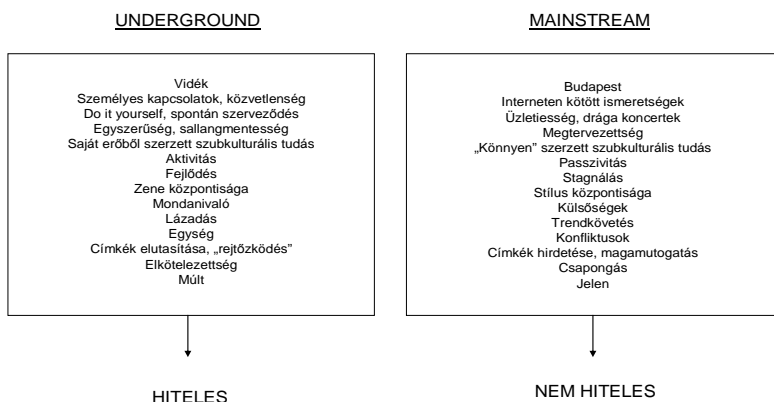 UNDERGROUND
Vidék
Személyes kapcsolatok, közvetlenség
Do it yourself, spontán szerveződés
Egyszerűség, sallangmentesség
Saját erőből szerzett szubkulturális tudás
Aktivitás
Fejlődés
Zene központisága
Mondanivaló
Lázadás
Egység
Címkék elutasítása, „rejtőzködés”
Elkötelezettség
Múlt
HITELES
MAINSTREAM
Budapest
Interneten kötött ismeretségek
Üzletiesség, drága koncertek
Megtervezettség
„Könnyen” szerzett szubkulturális tudás
Passzivitás
Stagnálás
Stílus központisága
Külsőségek
Trendkövetés
Konfliktusok
Címkék hirdetése, magamutogatás
Csapongás
Jelen
NEM HITELES